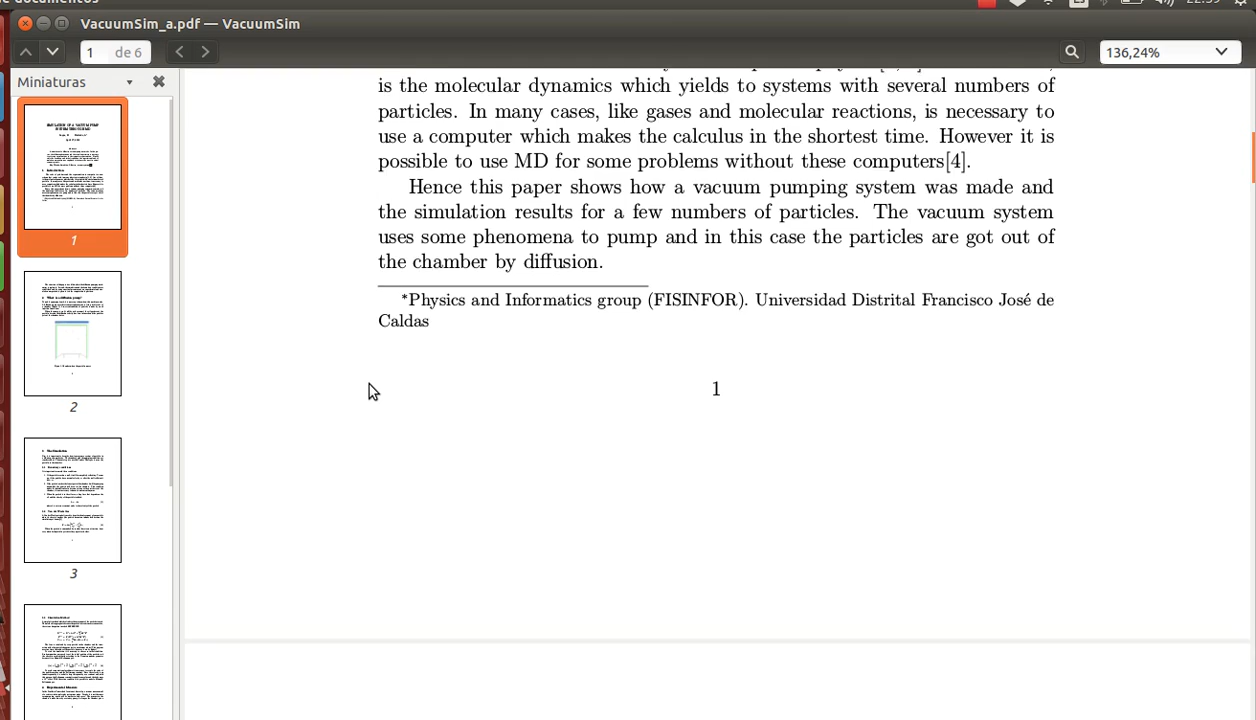 VacuumSim_a.pdf — VacuumSim
1 de 6
136,24%
Miniaturas
is the molecular dynamics which yields to systems with several numbers of
particles. In many cases, like gases and molecular reactions, is necessary to
use a computer which makes the calculus in the shortest time. However it is
possible to use MD for some problems without these computers[4].
Hence this paper shows how a vacuum pumping system was made and
the simulation results for a few numbers of particles. The vacuum system
uses some phenomena to pump and in this case the particles are got out of
the chamber by diffusion.
*Physics and Informatics group (FISINFOR). Universidad Distrital Francisco José de
Caldas
1
1
2
3